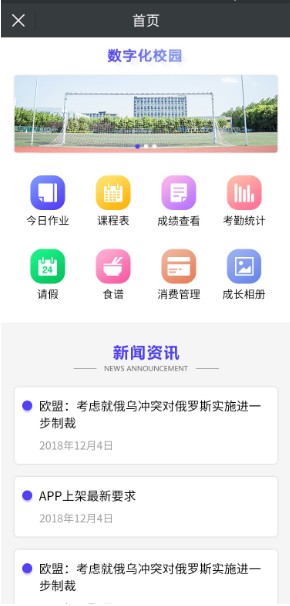 首页
数字化校园
今日作业 课程表 成绩查看 考勤统计
24
请假 食谱 消费管理 成长相册
新闻资讯
NEWS ANNOUNCEMENT
欧盟：考虑就俄乌冲突对俄罗斯实施进一
步制裁
2018年12月4日
APP上架最新要求
2018年12月4日
欧盟：考虑就俄乌冲突对俄罗斯实施进一
步制裁